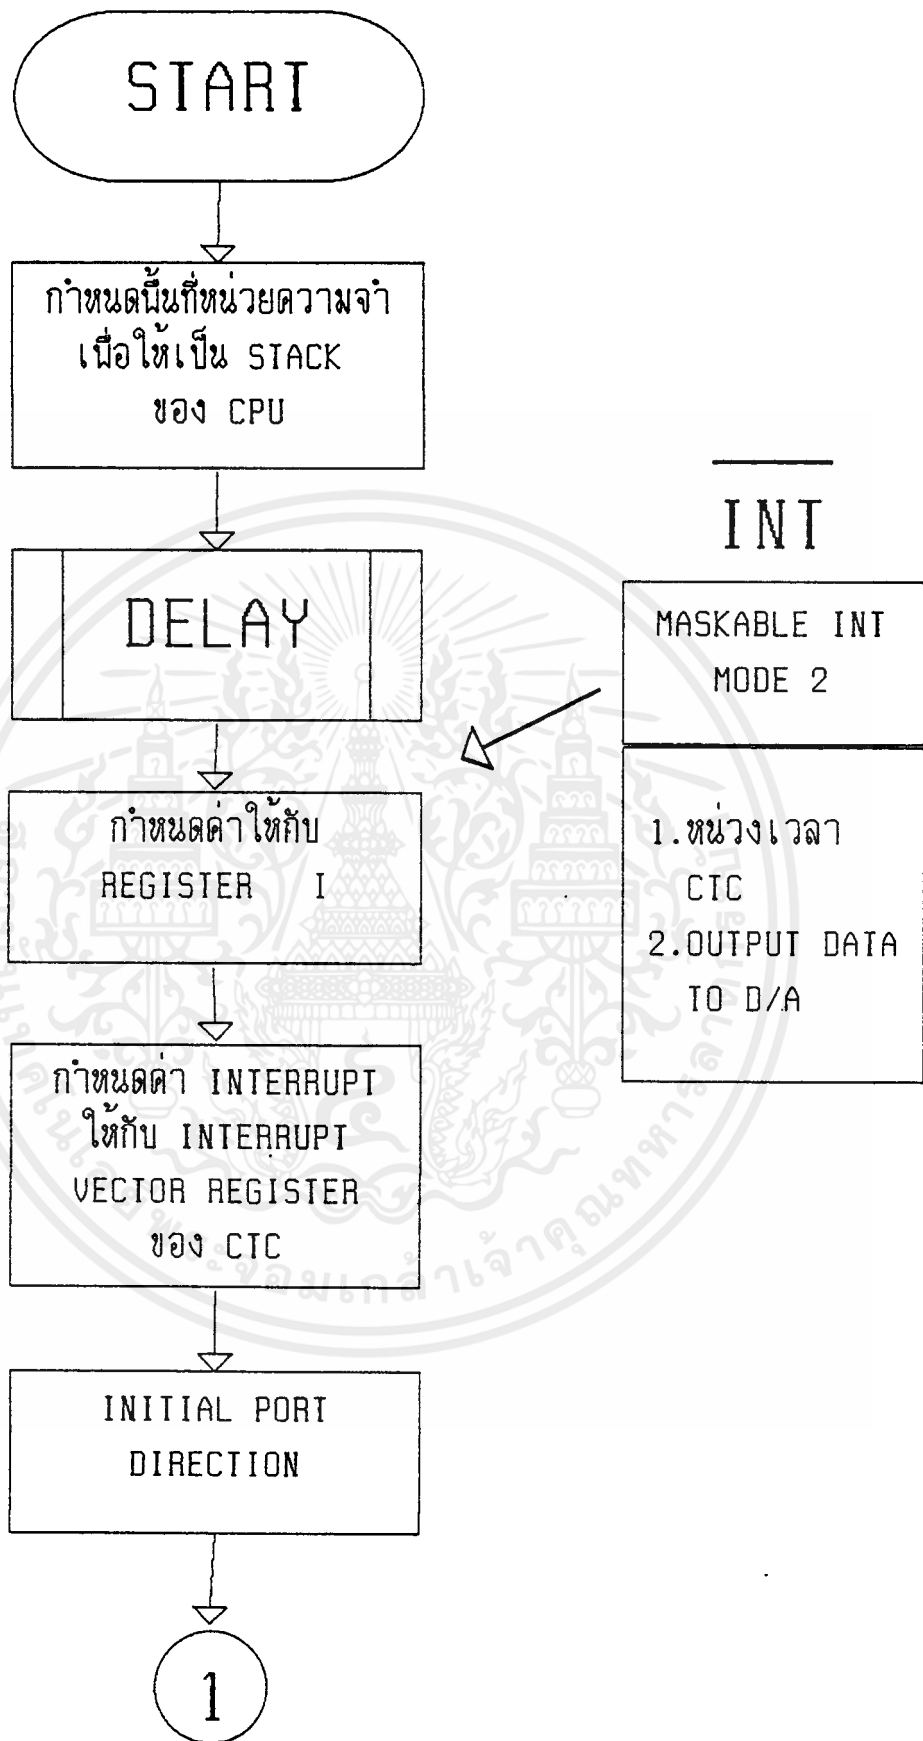 START
กำหนดพื้นที่หน่วยความจำ
เพื่อให้เป็น STACK
ของ CPU
DELAY
กำหนดค่าให้กับ
REGISTER I
กำหนดค่า INTERRUPT
ให้กับ INTERRUPT
VECTOR REGISTER
ของ CTC
INITIAL PORT
DIRECTION
1
INT
MASKABLE INT
MODE 2
1.หน่วงเวลา
CTC
2.OUTPUT DATA
TO D/A